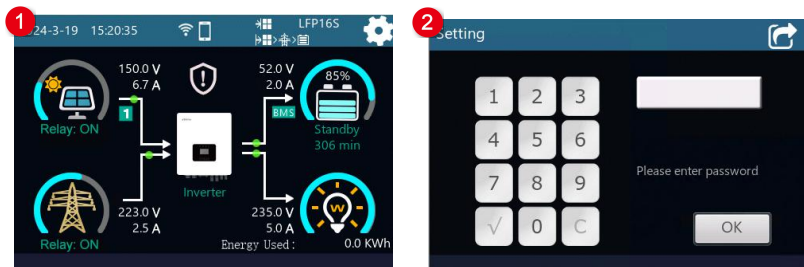 1
24-3-19 15:20:35
LFP16S
150.0 V
6.7 A
1
Relay: ON
52.0 V
2.0 A
BMS
85%
Standby
306 min
Inverter
223.0 V
2.5 A
Relay: ON
235.0 V
5.0 A
Energy Used: 0.0 KWh
2
Setting
1 2 3
4 5 6
7 8 9
√ 0 C
Please enter password
OK